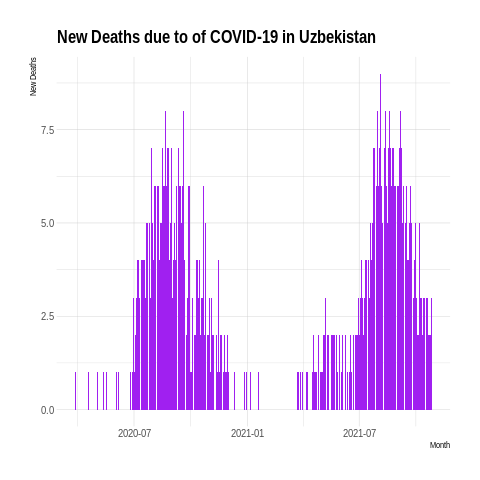 New Deaths due to of COVID-19 in Uzbekistan
New Deaths
7.5
5.0
2.5
0.0
2020-07 2021-01 2021-07
Month